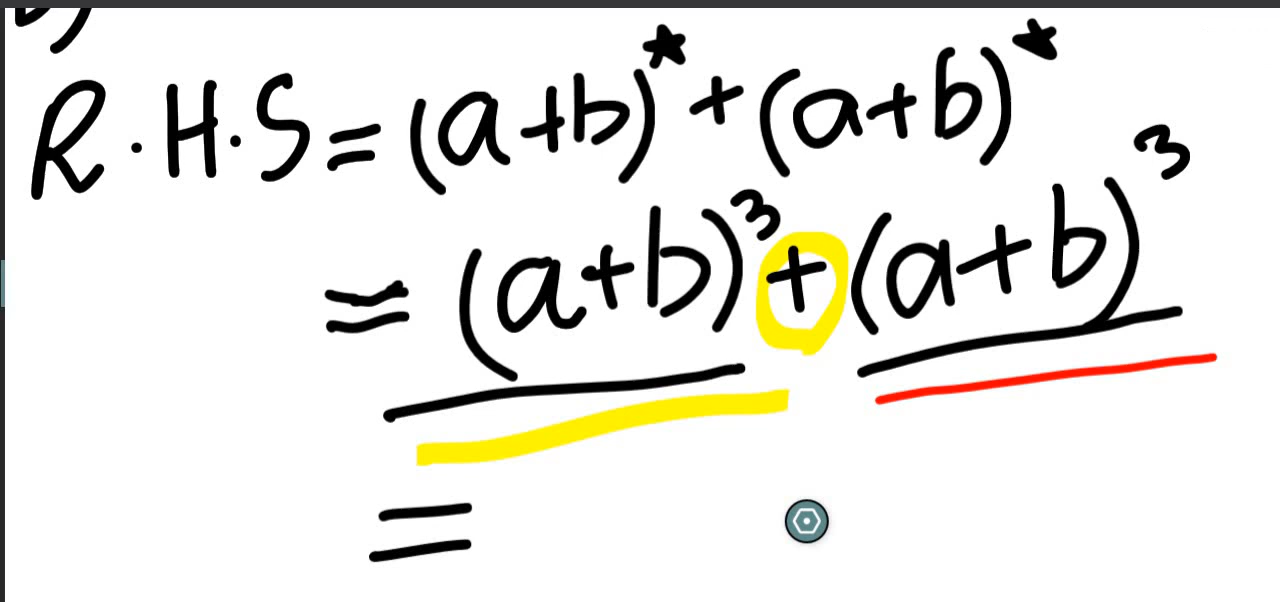 b)
R.H.S = (a+b)* + (a+b)*
= (a+b)³ + (a+b)³
=